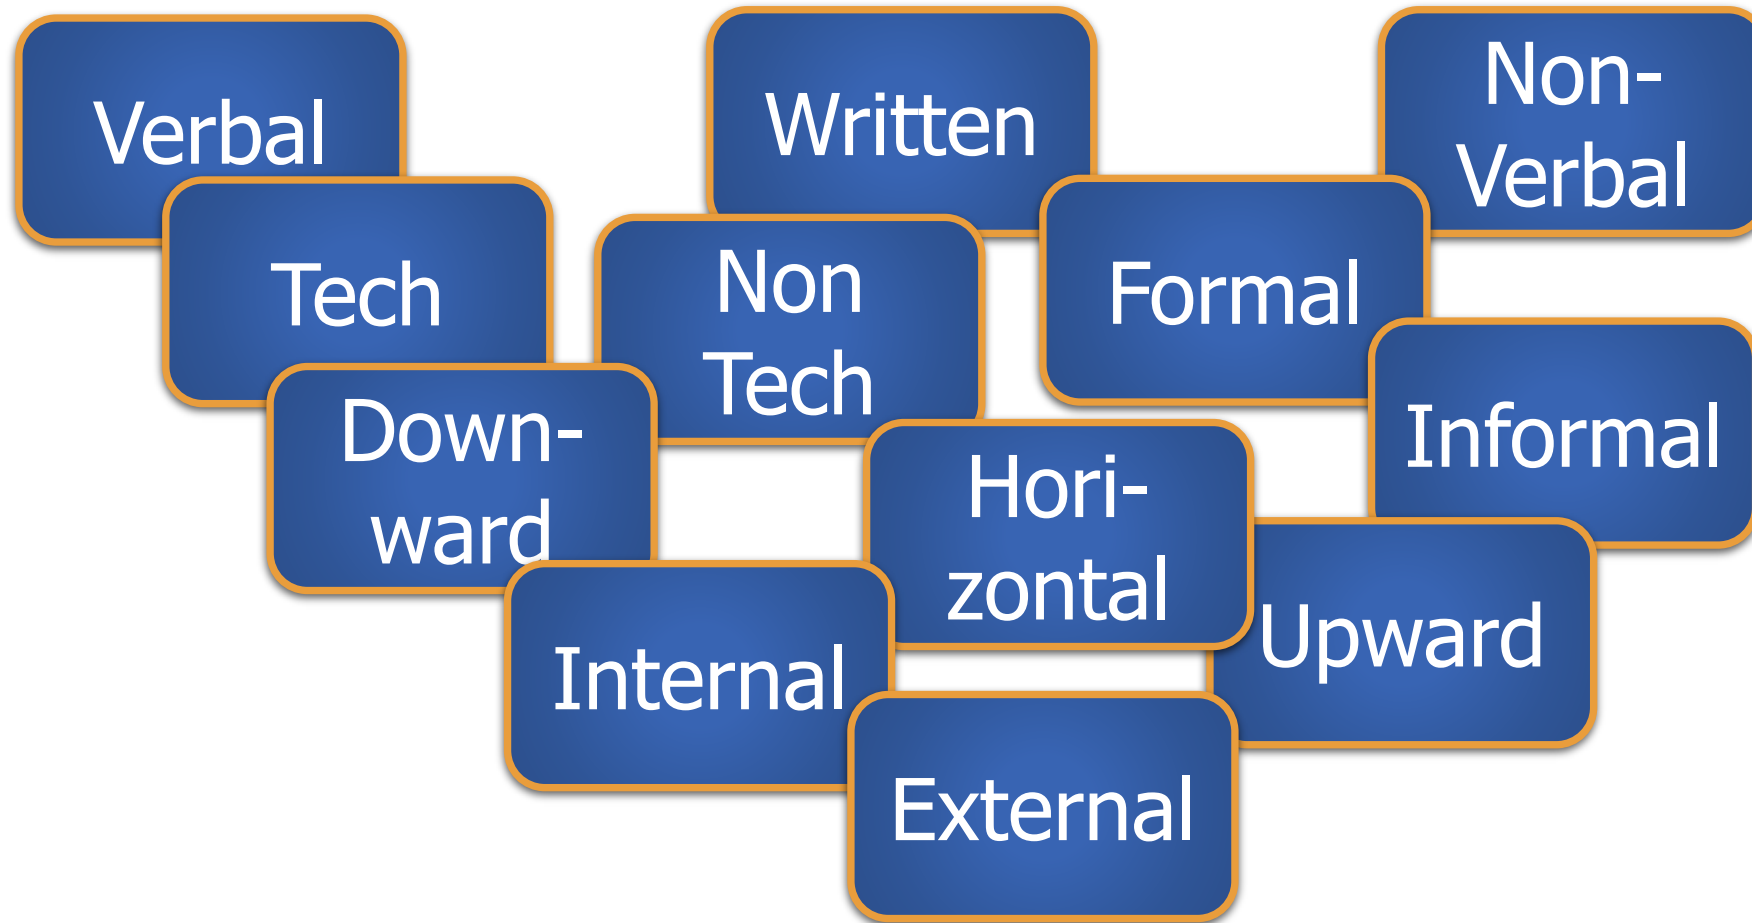 Verbal
Written
Non-
Verbal
Tech
Non
Tech
Formal
Informal
Down-
ward
Hori-
zontal
Upward
Internal
External